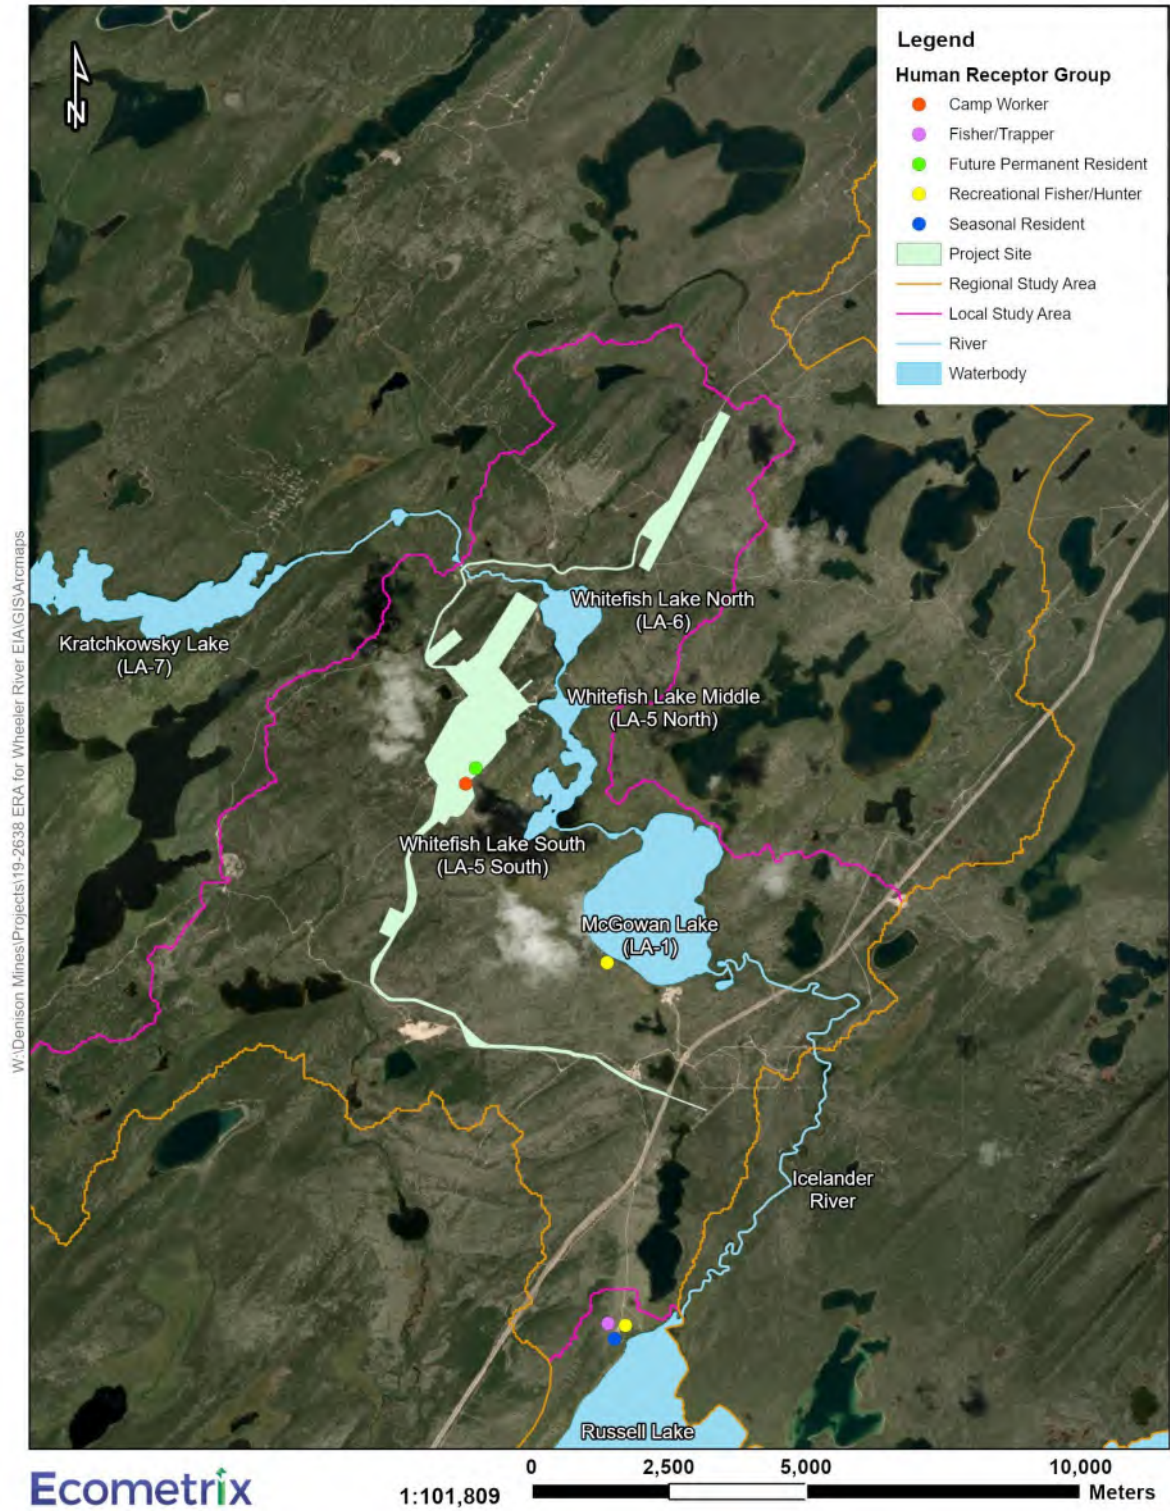 Legend
Human Receptor Group
Camp Worker
Fisher/Trapper
Future Permanent Resident
Recreational Fisher/Hunter
Seasonal Resident
Project Site
Regional Study Area
Local Study Area
River
Waterbody
N
W:\Denison Mines\Projects\19-2638 ERA for Wheeler River EIA\GIS\Arcmaps
Kratchkowsky Lake
(LA-7)
Whitefish Lake North
(LA-6)
Whitefish Lake Middle
(LA-5 North)
Whitefish Lake South
(LA-5 South)
McGowan Lake
(LA-1)
Icelander
River
Russell Lake
Ecometrix
1:101,809
0 2,500 5,000 10,000
Meters